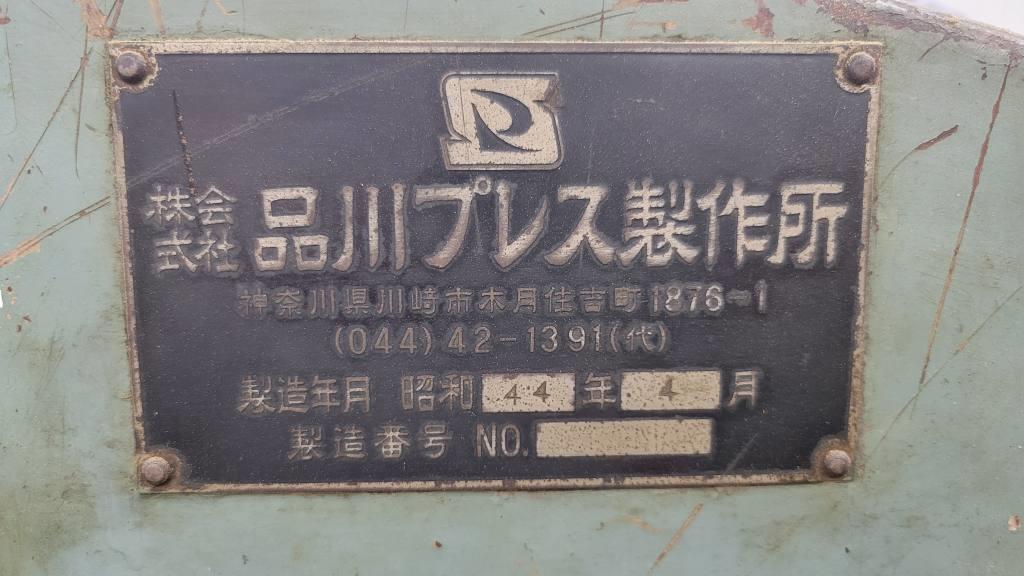 株式会社 品川プレス製作所
神奈川県川崎市木月住吉町1876-1
(044) 42-1391(代)
製造年月 昭和 44 年 4 月
製造番号 NO.